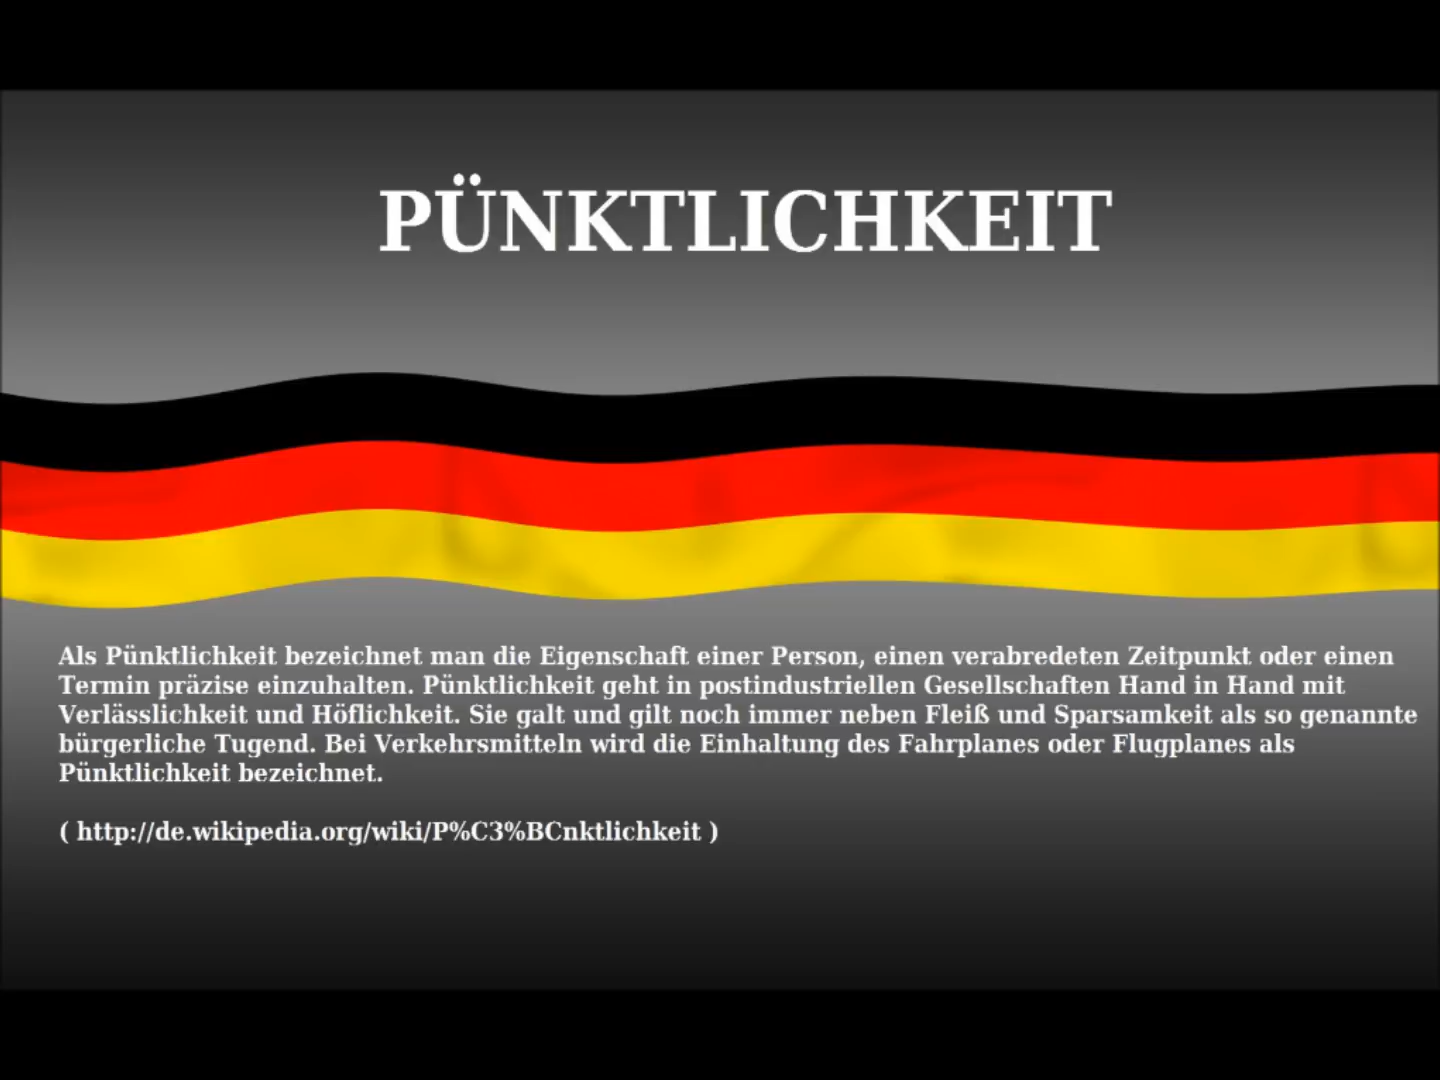 PÜNKTLICHKEIT
Als Pünktlichkeit bezeichnet man die Eigenschaft einer Person, einen verabredeten Zeitpunkt oder einen
Termin präzise einzuhalten. Pünktlichkeit geht in postindustriellen Gesellschaften Hand in Hand mit
Verlässlichkeit und Höflichkeit. Sie galt und gilt noch immer neben Fleiß und Sparsamkeit als so genannte
bürgerliche Tugend. Bei Verkehrsmitteln wird die Einhaltung des Fahrplanes oder Flugplanes als
Pünktlichkeit bezeichnet.
( http://de.wikipedia.org/wiki/P%C3%BCnktlichkeit )